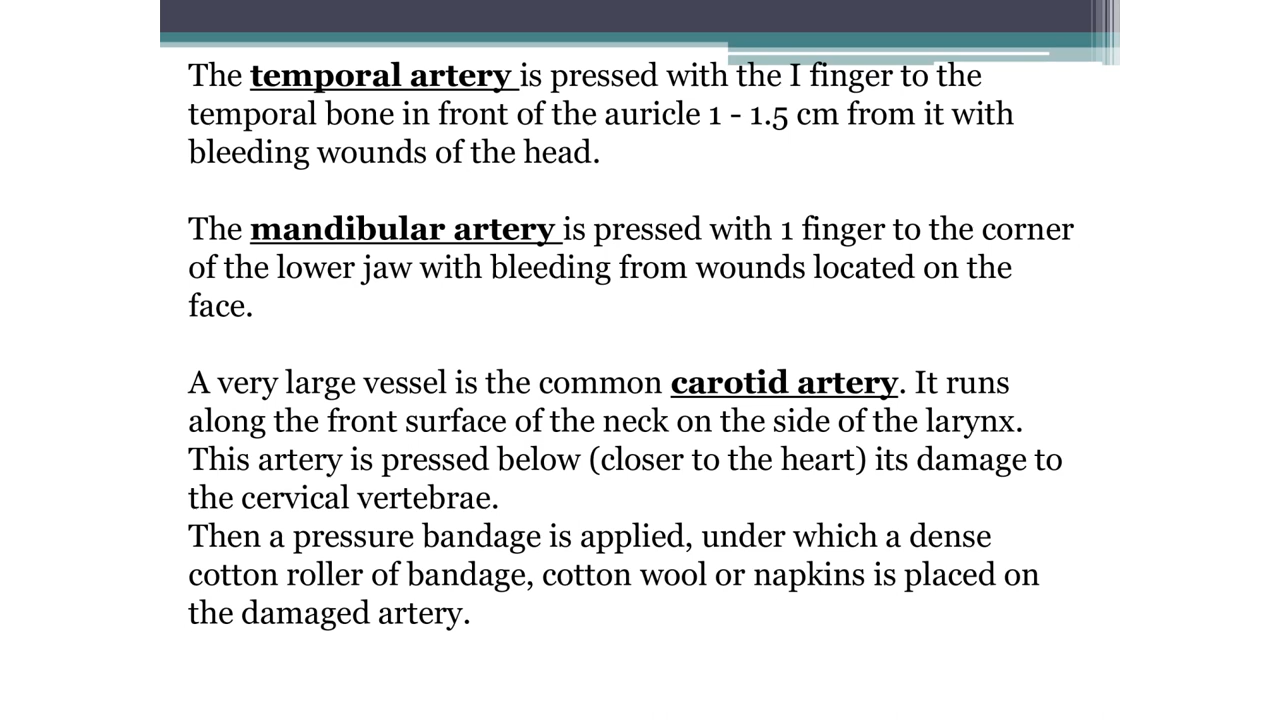 The temporal artery is pressed with the I finger to the
temporal bone in front of the auricle 1 - 1.5 cm from it with
bleeding wounds of the head.
The mandibular artery is pressed with 1 finger to the corner
of the lower jaw with bleeding from wounds located on the
face.
A very large vessel is the common carotid artery. It runs
along the front surface of the neck on the side of the larynx.
This artery is pressed below (closer to the heart) its damage to
the cervical vertebrae.
Then a pressure bandage is applied, under which a dense
cotton roller of bandage, cotton wool or napkins is placed on
the damaged artery.